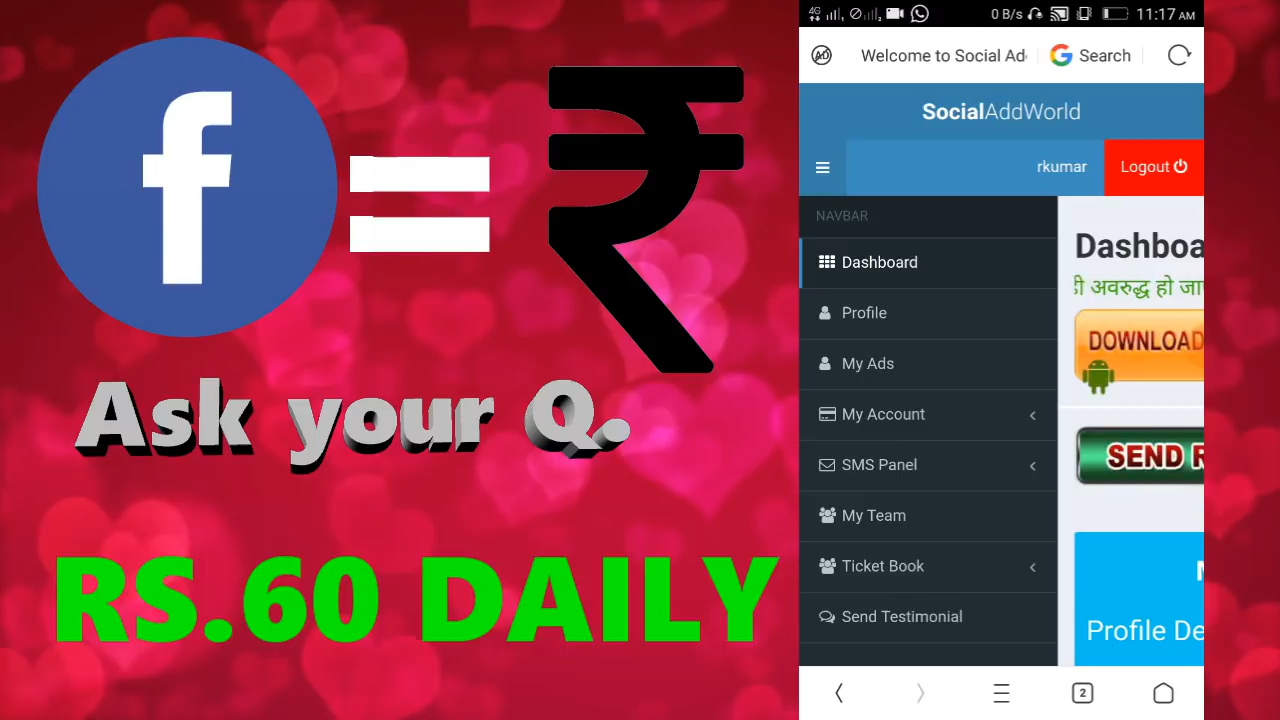 f
=
₹
Ask your Q.
RS.60 DAILY
4G
0 B/s
11:17 AM
AD
Welcome to Social Ad
Search
SocialAddWorld
rkumar
Logout
NAVBAR
Dashboard
Profile
My Ads
My Account
SMS Panel
My Team
Ticket Book
Send Testimonial
Dashboa
ी अवरुद्ध हो जा
DOWNLOAD
SEND R
Profile De
2